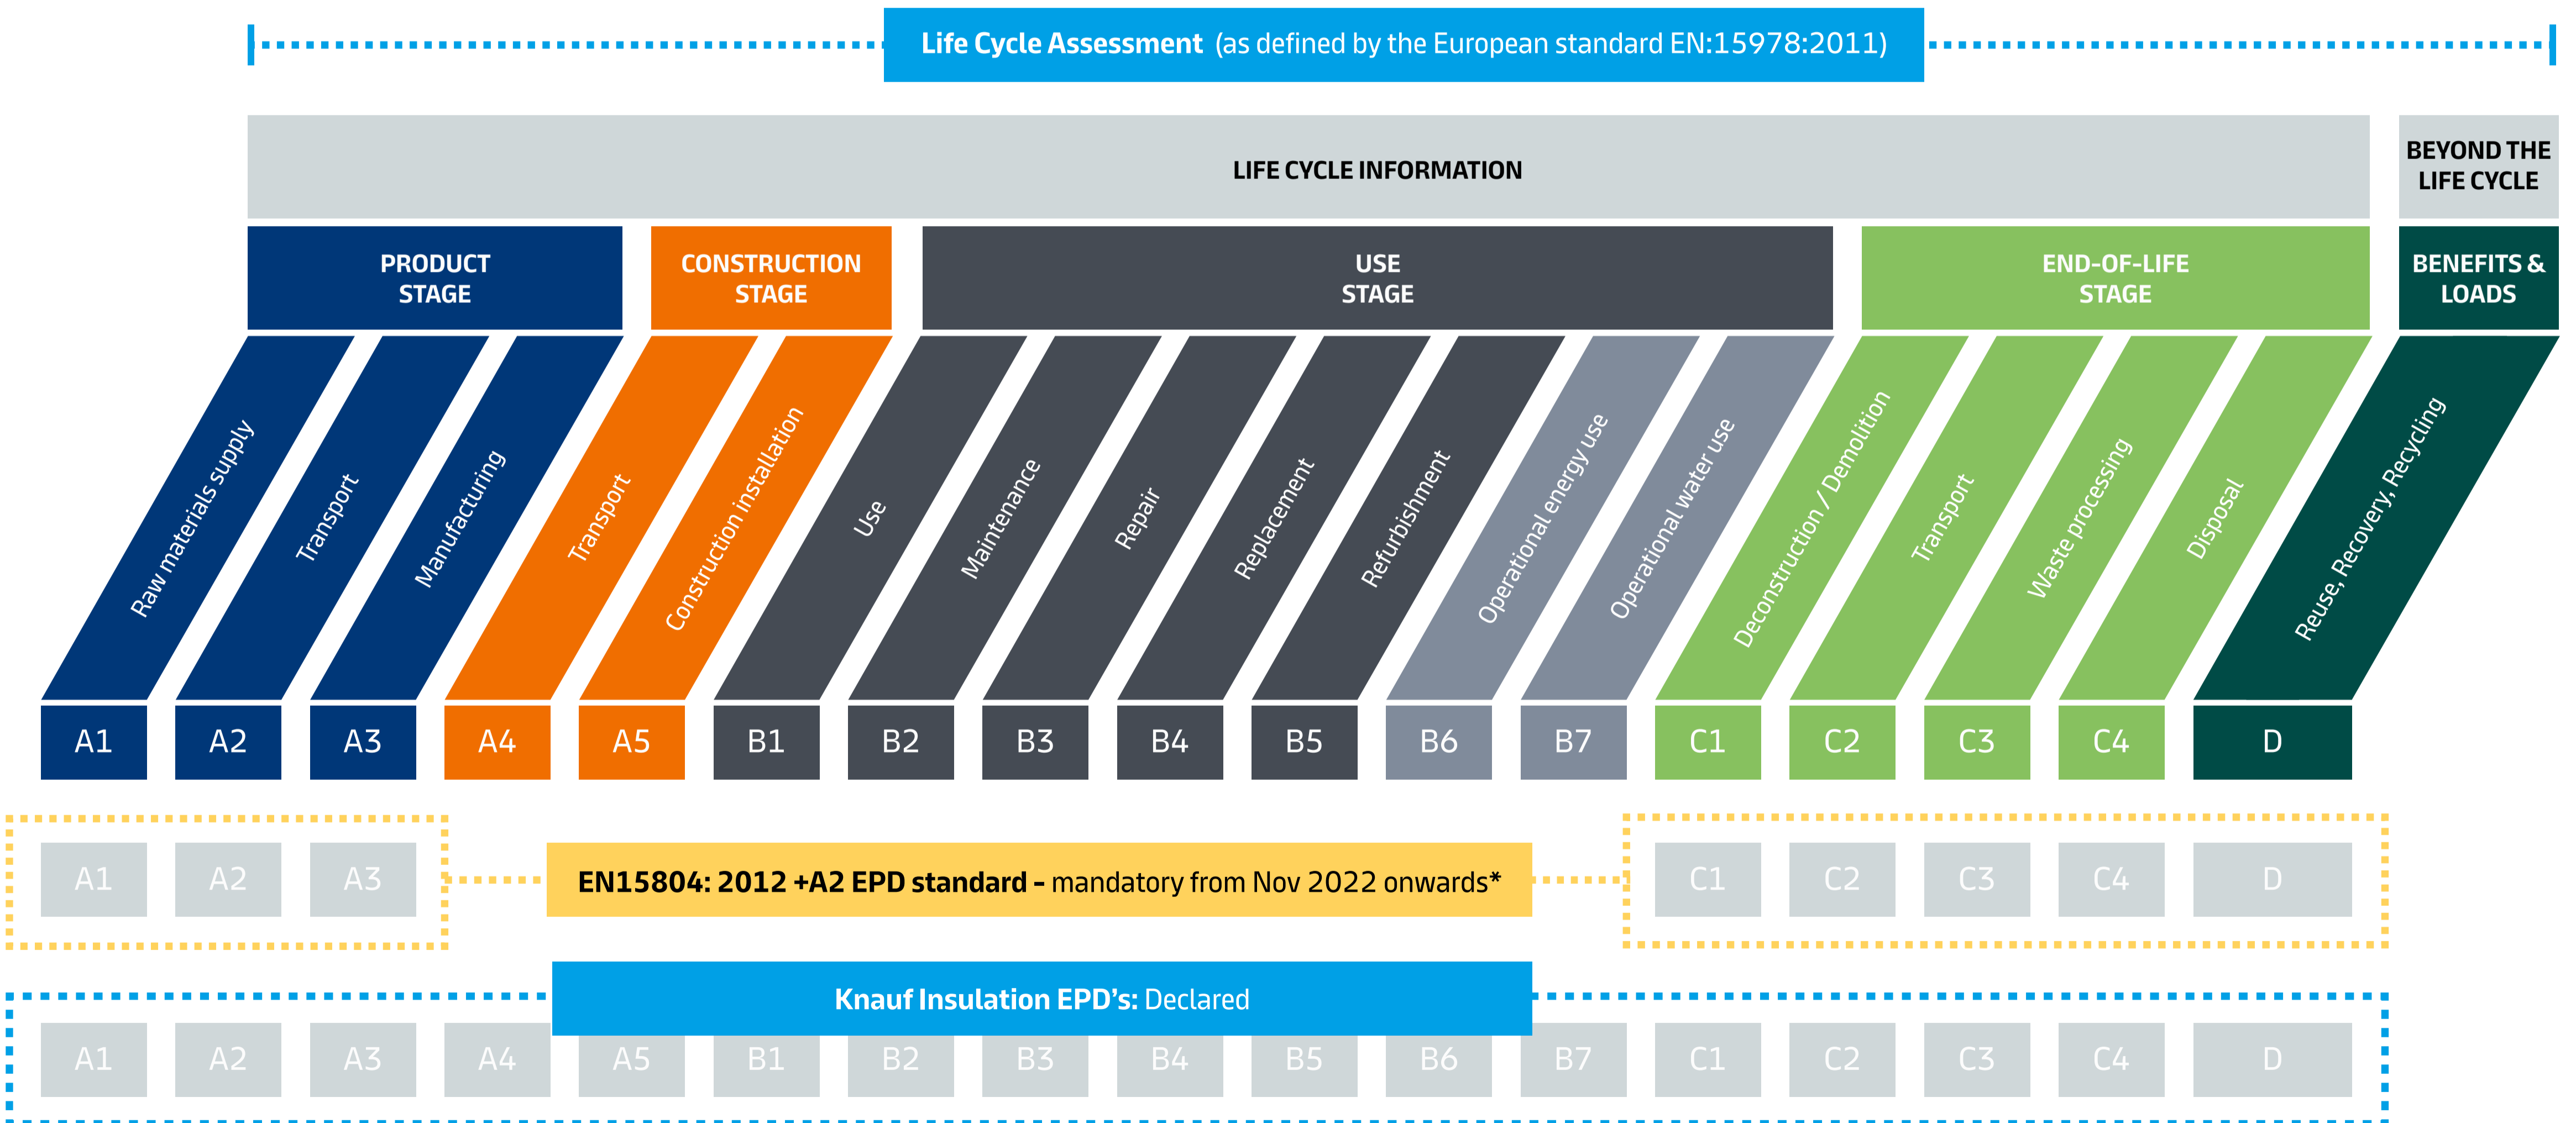 Life Cycle Assessment (as defined by the European standard EN:15978:2011)
LIFE CYCLE INFORMATION
BEYOND THE
LIFE CYCLE
PRODUCT
STAGE
CONSTRUCTION
STAGE
USE
STAGE
END-OF-LIFE
STAGE
BENEFITS &
LOADS
Raw materials supply
Transport
Manufacturing
Transport
Construction installation
Use
Maintenance
Repair
Replacement
Refurbishment
Operational energy use
Operational water use
Deconstruction / Demolition
Transport
Waste processing
Disposal
Reuse, Recovery, Recycling
A1 A2 A3 A4 A5 B1 B2 B3 B4 B5 B6 B7 C1 C2 C3 C4 D
A1 A2 A3 EN15804: 2012 +A2 EPD standard - mandatory from Nov 2022 onwards* C1 C2 C3 C4 D
Knauf Insulation EPD's: Declared
A1 A2 A3 A4 A5 B1 B2 B3 B4 B5 B6 B7 C1 C2 C3 C4 D